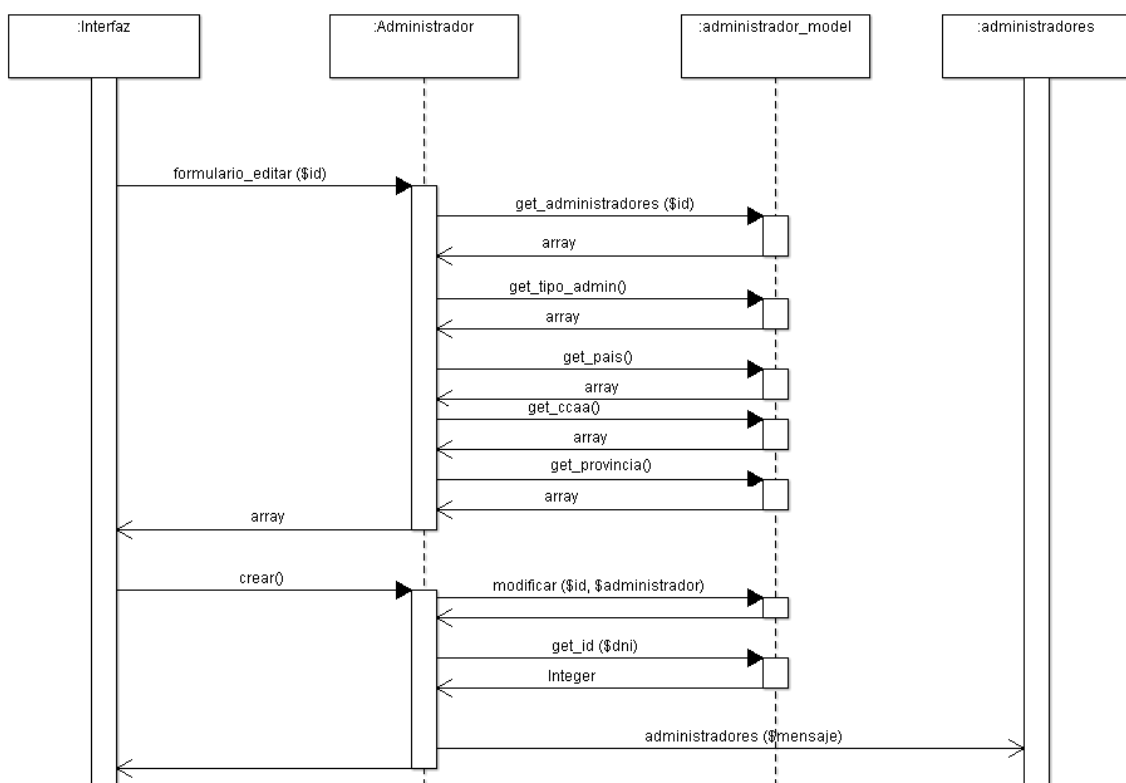 :Interfaz
:Administrador
:administrador_model
:administradores
formulario_editar ($id)
get_administradores ($id)
array
get_tipo_admin()
array
get_pais()
array
get_ccaa()
array
get_provincia()
array
array
crear()
modificar ($id, $administrador)
get_id ($dni)
Integer
administradores ($mensaje)